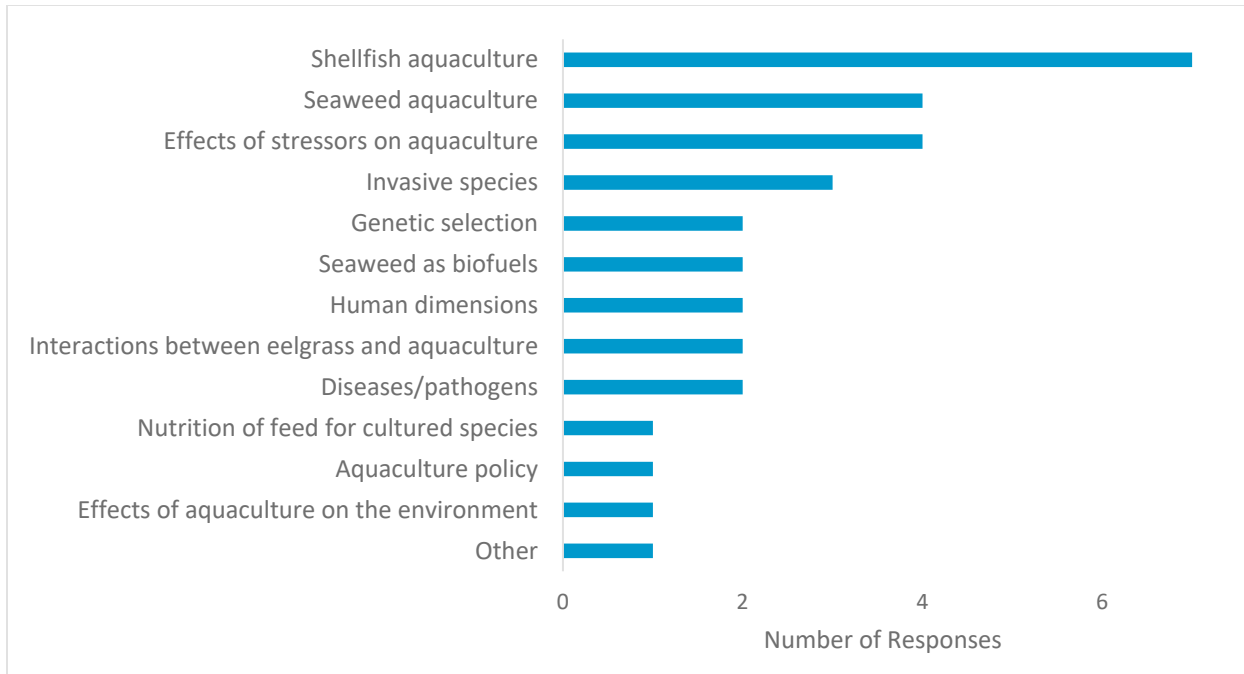 Shellfish aquaculture
Seaweed aquaculture
Effects of stressors on aquaculture
Invasive species
Genetic selection
Seaweed as biofuels
Human dimensions
Interactions between eelgrass and aquaculture
Diseases/pathogens
Nutrition of feed for cultured species
Aquaculture policy
Effects of aquaculture on the environment
Other
0 2 4 6
Number of Responses